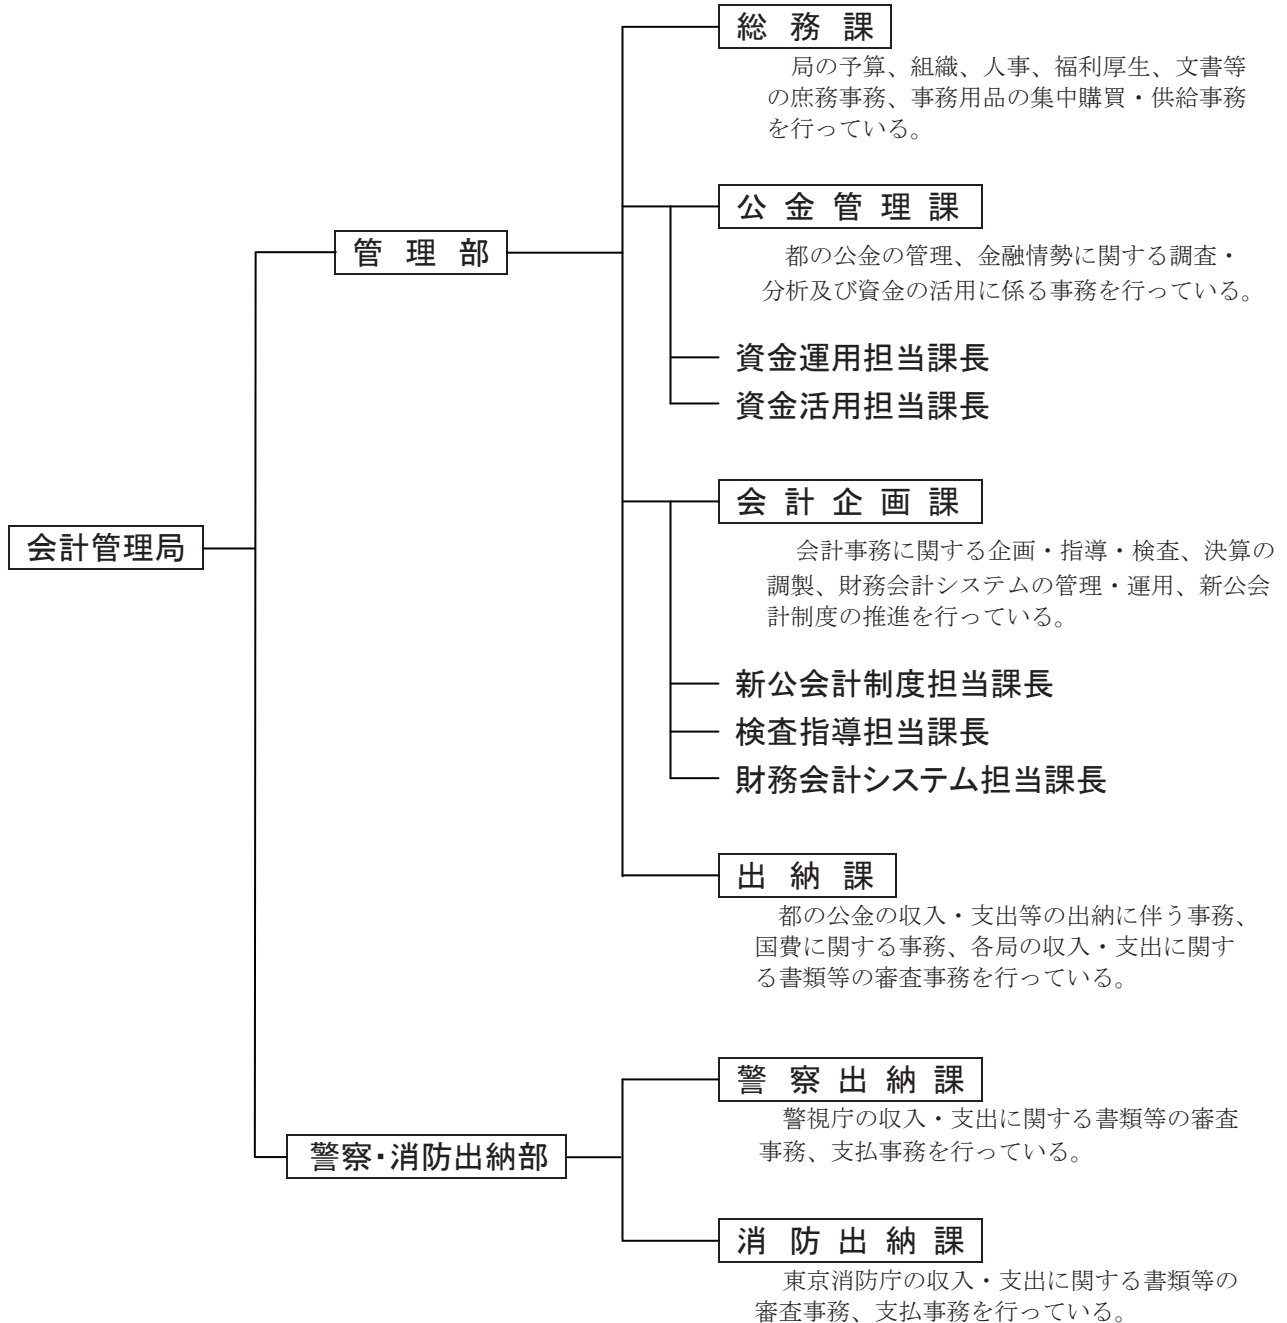 総務課
局の予算、組織、人事、福利厚生、文書等
の庶務事務、事務用品の集中購買・供給事務
を行っている。
公金管理課
管理部
都の公金の管理、金融情勢に関する調査・
分析及び資金の活用に係る事務を行っている。
資金運用担当課長
資金活用担当課長
会計企画課
会計管理局
会計事務に関する企画・指導・検査、決算の
調製、財務会計システムの管理・運用、新公会
計制度の推進を行っている。
新公会計制度担当課長
検査指導担当課長
財務会計システム担当課長
出納課
都の公金の収入・支出等の出納に伴う事務、
国費に関する事務、各局の収入・支出に関す
る書類等の審査事務を行っている。
警察出納課
警視庁の収入・支出に関する書類等の審査
事務、支払事務を行っている。
警察・消防出納部
消防出納課
東京消防庁の収入・支出に関する書類等の
審査事務、支払事務を行っている。